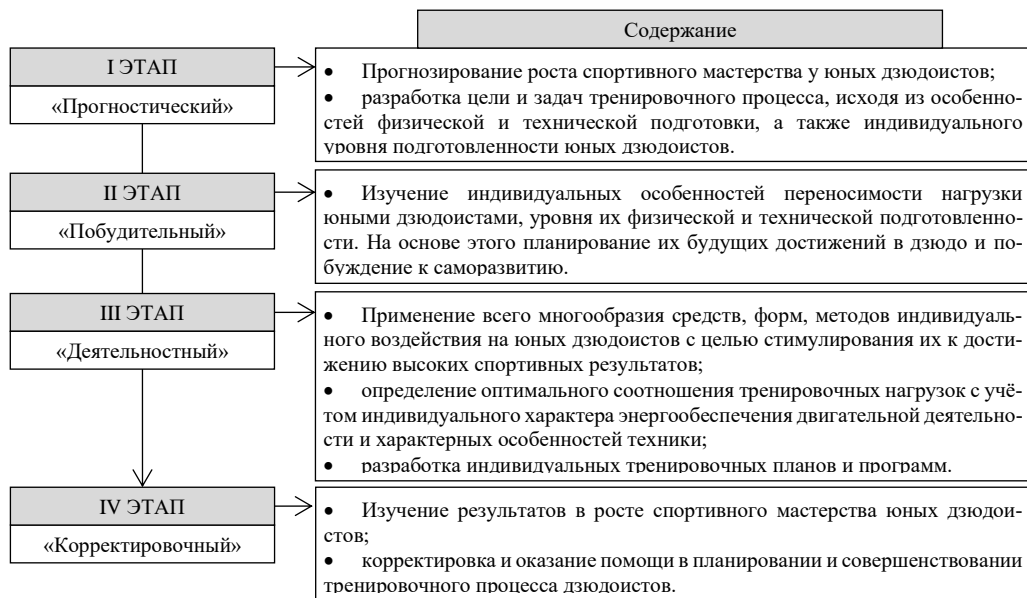 Содержание
I ЭТАП
«Прогностический»
• Прогнозирование роста спортивного мастерства у юных дзюдоистов;
• разработка цели и задач тренировочного процесса, исходя из особен-
ностей физической и технической подготовки, а также индивидуального
уровня подготовленности юных дзюдоистов.
II ЭТАП
«Побудительный»
• Изучение индивидуальных особенностей переносимости нагрузки
юными дзюдоистами, уровня их физической и технической подготовленно-
сти. На основе этого планирование их будущих достижений в дзюдо и по-
буждение к саморазвитию.
III ЭТАП
«Деятельностный»
• Применение всего многообразия средств, форм, методов индивидуаль-
ного воздействия на юных дзюдоистов с целью стимулирования их к дости-
жению высоких спортивных результатов;
• определение оптимального соотношения тренировочных нагрузок с учё-
том индивидуального характера энергообеспечения двигательной деятельно-
сти и характерных особенностей техники;
• разработка индивидуальных тренировочных планов и программ.
IV ЭТАП
«Корректировочный»
• Изучение результатов в росте спортивного мастерства юных дзюдои-
стов;
• корректировка и оказание помощи в планировании и совершенствовании
тренировочного процесса дзюдоистов.